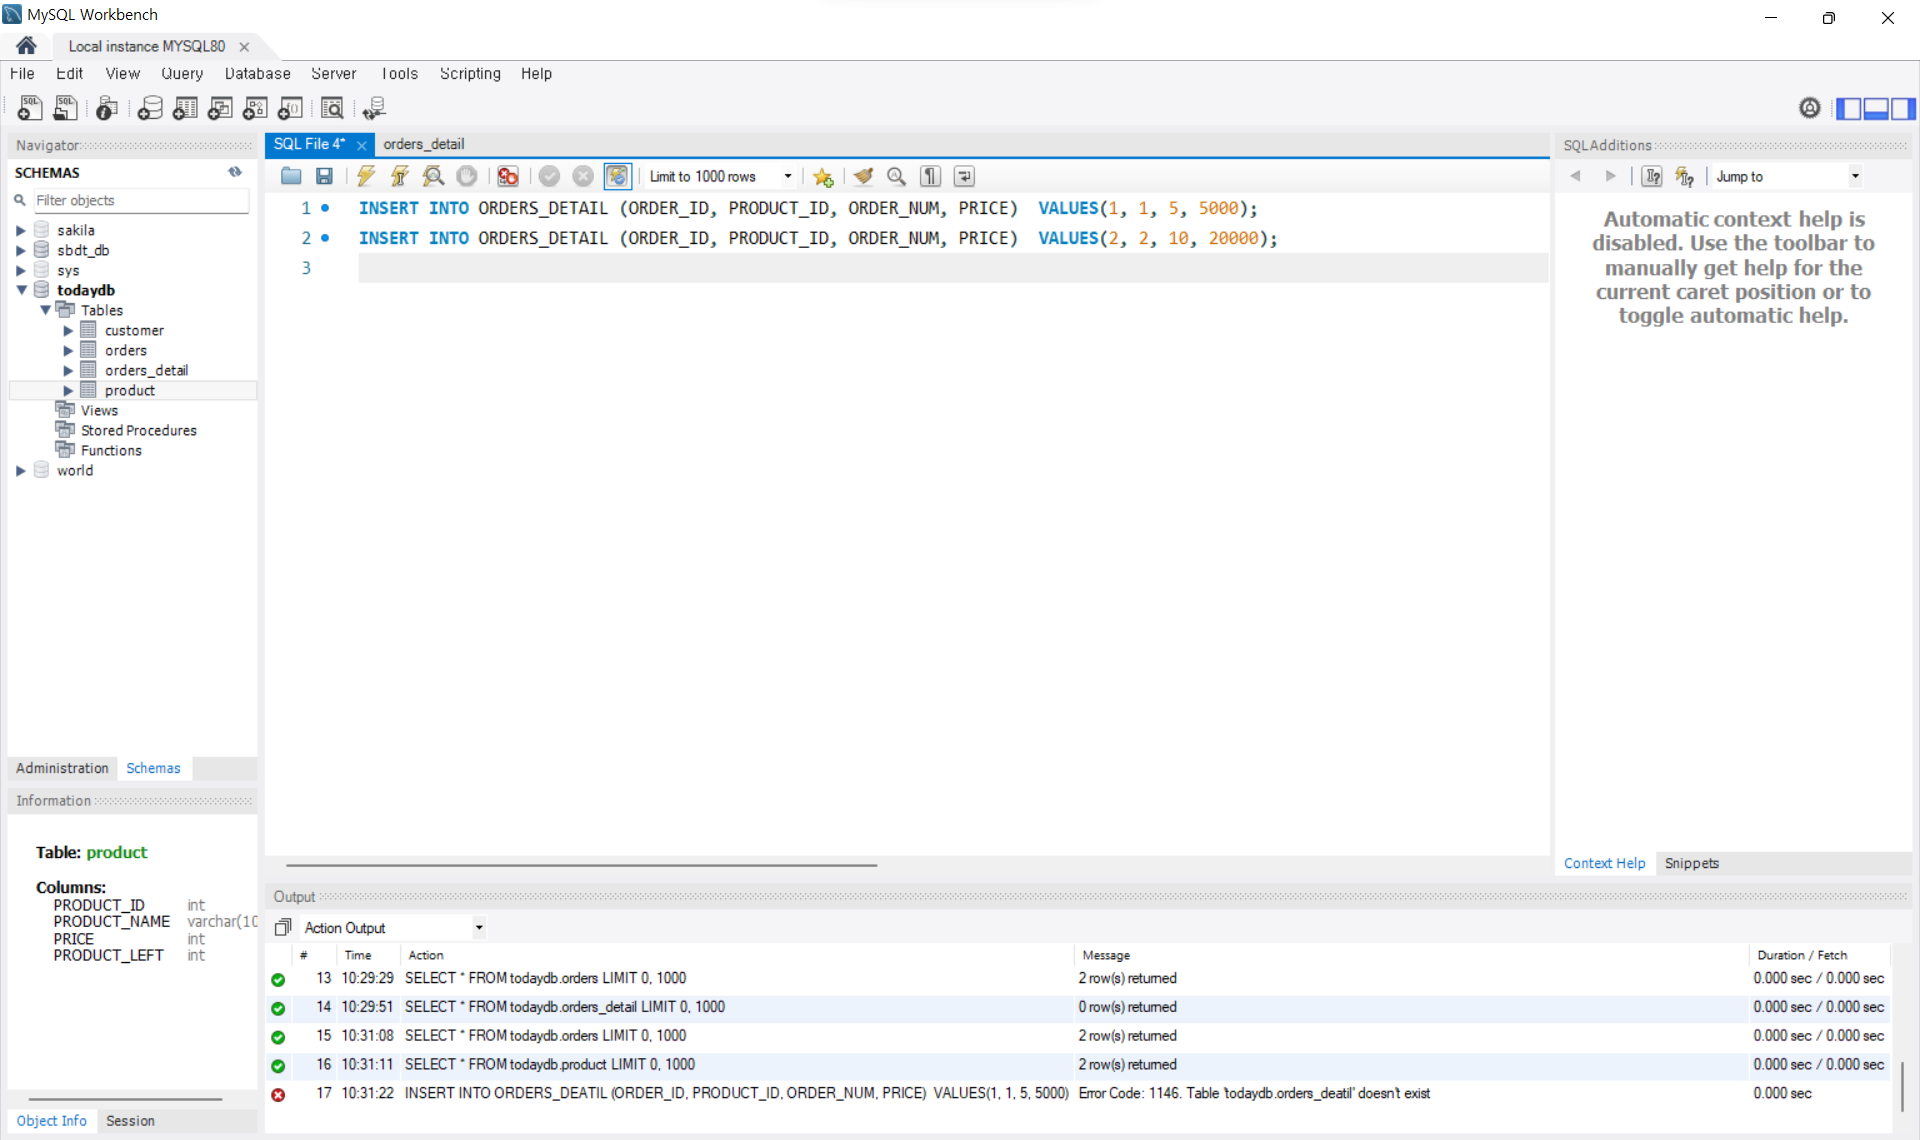 MySQL Workbench
Local instance MYSQL80
File Edit View Query Database Server Tools Scripting Help
Navigator
SCHEMAS
Filter objects
sakila
sbdt_db
sys
todaydb
Tables
customer
orders
orders_detail
product
Views
Stored Procedures
Functions
world
Administration Schemas
Information
Table: product
Columns:
PRODUCT_ID int
PRODUCT_NAME varchar(10
PRICE int
PRODUCT_LEFT int
Object Info Session
SQL File 4* orders_detail
Limit to 1000 rows
1 INSERT INTO ORDERS_DETAIL (ORDER_ID, PRODUCT_ID, ORDER_NUM, PRICE) VALUES(1, 1, 5, 5000);
2 INSERT INTO ORDERS_DETAIL (ORDER_ID, PRODUCT_ID, ORDER_NUM, PRICE) VALUES(2, 2, 10, 20000);
3
SQLAdditions
Jump to
Automatic context help is
disabled. Use the toolbar to
manually get help for the
current caret position or to
toggle automatic help.
Context Help Snippets
Output
Action Output
# Time Action Message Duration / Fetch
13 10:29:29 SELECT * FROM todaydb.orders LIMIT 0, 1000 2 row(s) returned 0.000 sec / 0.000 sec
14 10:29:51 SELECT * FROM todaydb.orders_detail LIMIT 0, 1000 0 row(s) returned 0.000 sec / 0.000 sec
15 10:31:08 SELECT * FROM todaydb.orders LIMIT 0, 1000 2 row(s) returned 0.000 sec / 0.000 sec
16 10:31:11 SELECT * FROM todaydb.product LIMIT 0, 1000 2 row(s) returned 0.000 sec / 0.000 sec
17 10:31:22 INSERT INTO ORDERS_DEATIL (ORDER_ID, PRODUCT_ID, ORDER_NUM, PRICE) VALUES(1, 1, 5, 5000) Error Code: 1146. Table 'todaydb.orders_deatil' doesn't exist 0.000 sec